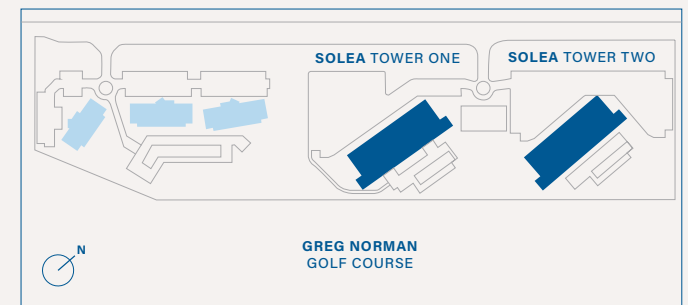 SOLEA TOWER ONE
SOLEA TOWER TWO
N
GREG NORMAN
GOLF COURSE